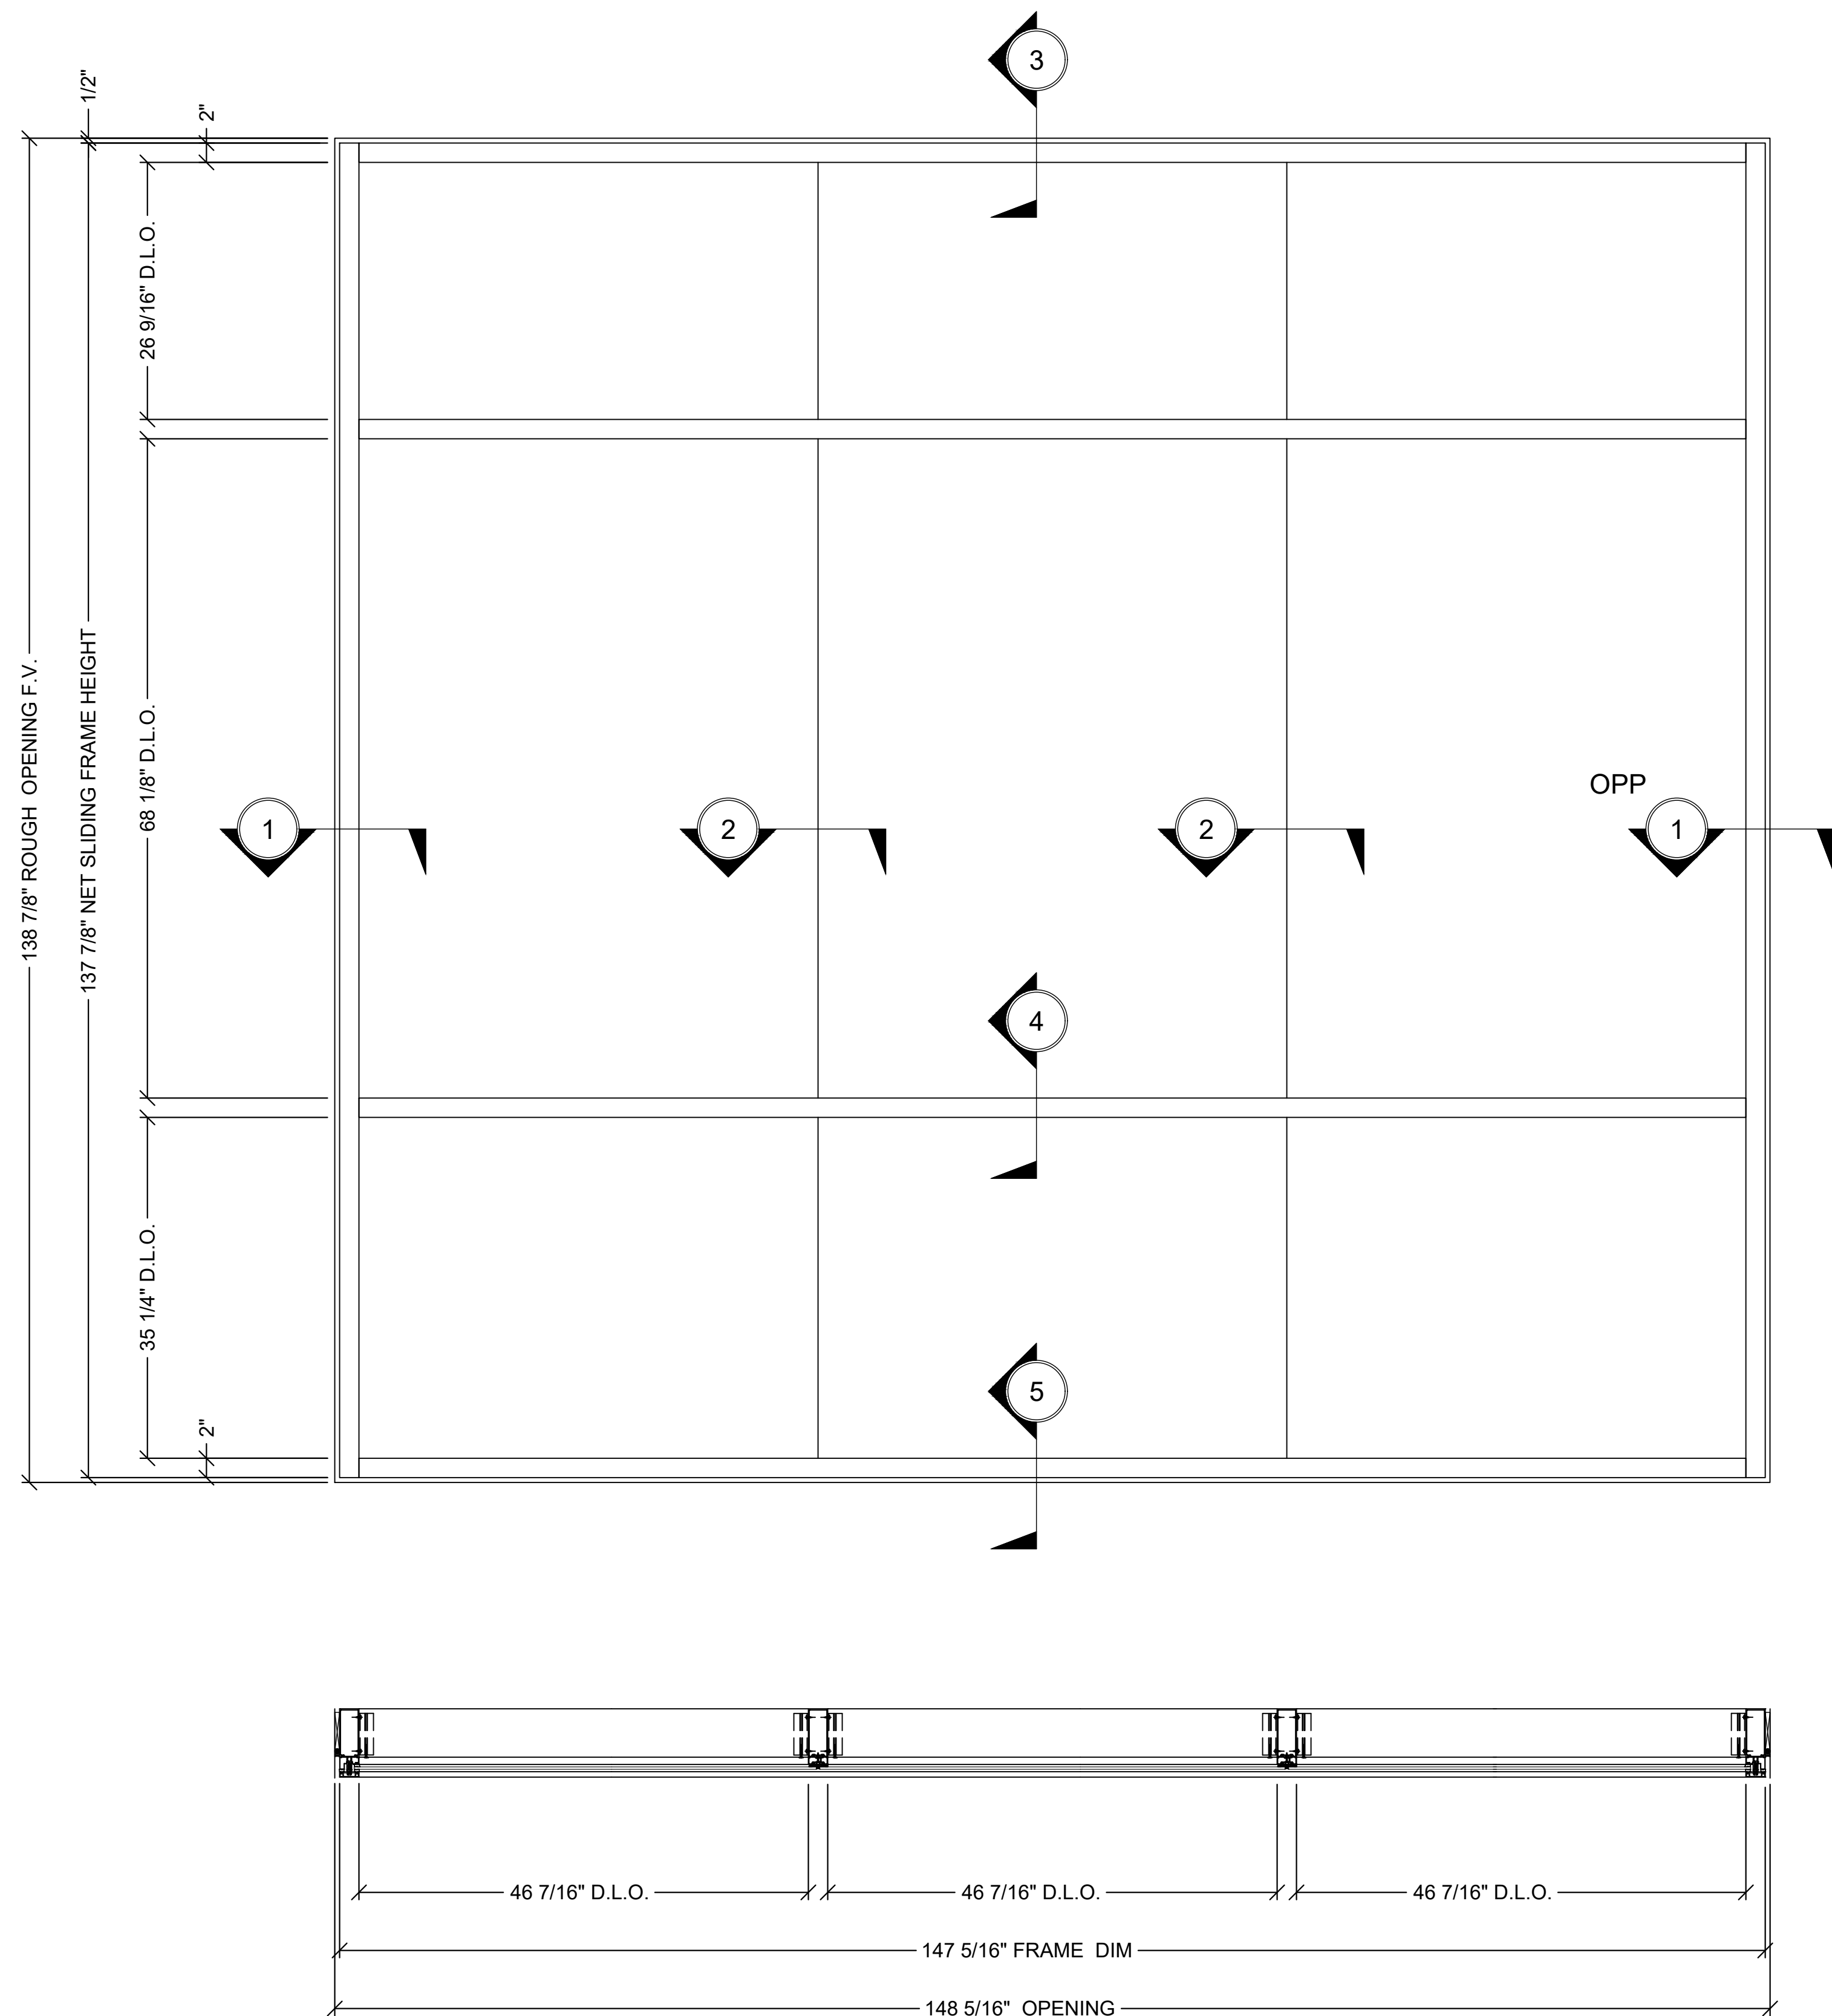 3
1/2"
2"
26 9/16" D.L.O.
138 7/8" ROUGH OPENING F.V.
137 7/8" NET SLIDING FRAME HEIGHT
68 1/8" D.L.O.
OPP
1
2
2
1
4
35 1/4" D.L.O.
5
2"
46 7/16" D.L.O.
46 7/16" D.L.O.
46 7/16" D.L.O.
147 5/16" FRAME DIM
148 5/16" OPENING